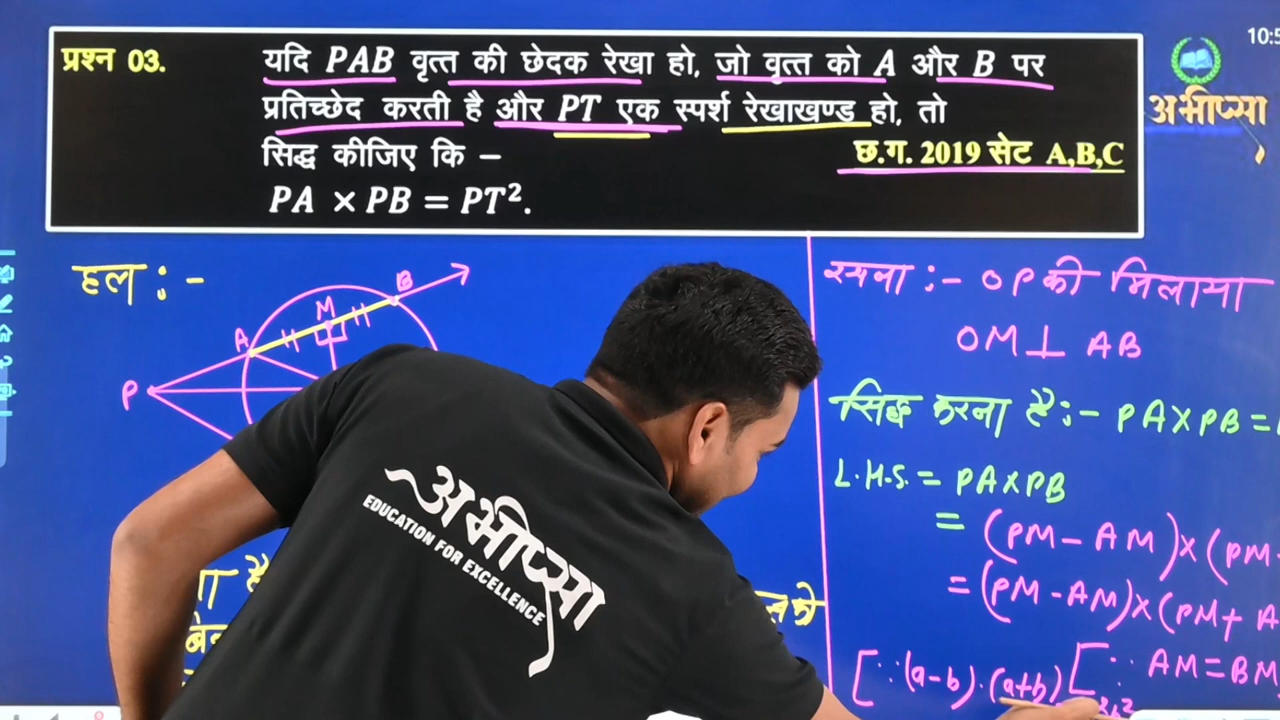 प्रश्न 03.
यदि PAB वृत्त की छेदक रेखा हो, जो वृत्त को A और B पर
प्रतिच्छेद करती है और PT एक स्पर्श रेखाखण्ड हो, तो
सिद्ध कीजिए कि –
छ.ग. 2019 सेट A,B,C
PA × PB = PT².
10:5
अभीप्सा
हल :-
B
M
A
P
रचना :- OP को मिलाया
OM ⊥ AB
सिद्ध करना है :- PA×PB =
L.H.S. = PA×PB
= (PM - AM)×(PM
= (PM - AM)×(PM + A
[∵ AM = BM
[∵ (a-b).(a+b)
अभीप्सा
EDUCATION FOR EXCELLENCE